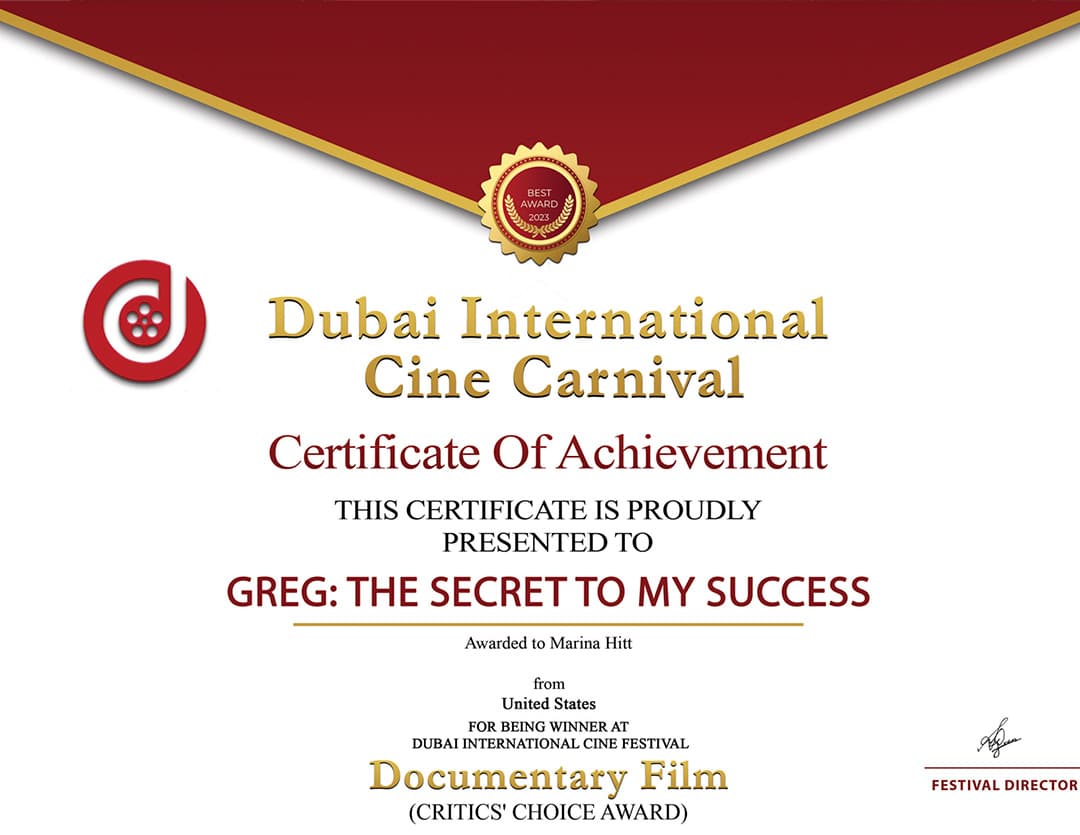 BEST
AWARD
2023
Dubai International
Cine Carnival
Certificate Of Achievement
THIS CERTIFICATE IS PROUDLY
PRESENTED TO
GREG: THE SECRET TO MY SUCCESS
Awarded to Marina Hitt
from
United States
FOR BEING WINNER AT
DUBAI INTERNATIONAL CINE FESTIVAL
Documentary Film
(CRITICS' CHOICE AWARD)
FESTIVAL DIRECTOR